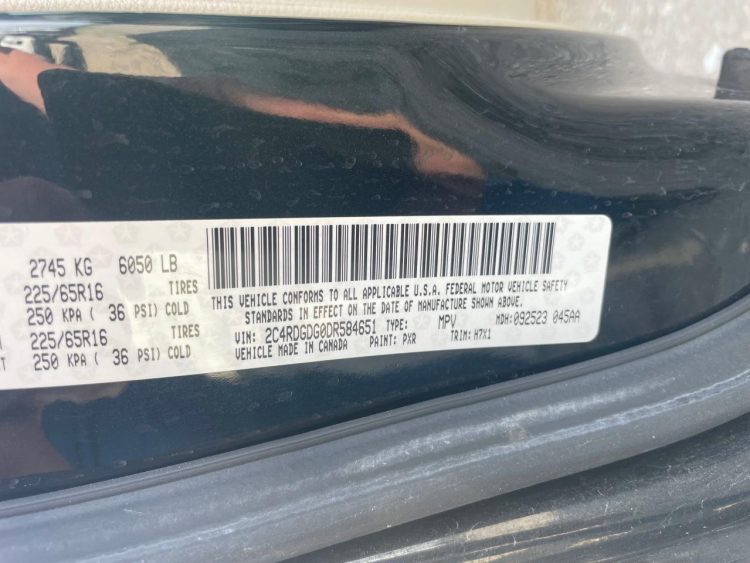 2745 KG 6050 LB
225/65R16 TIRES
250 KPA ( 36 PSI) COLD
225/65R16 TIRES
250 KPA ( 36 PSI) COLD
THIS VEHICLE CONFORMS TO ALL APPLICABLE U.S.A. FEDERAL MOTOR VEHICLE SAFETY
STANDARDS IN EFFECT ON THE DATE OF MANUFACTURE SHOWN ABOVE.
VIN: 2C4RDGDG0DR584651 TYPE: MPV MDH: 092523 045AA
VEHICLE MADE IN CANADA PAINT: PXR TRIM: H7X1